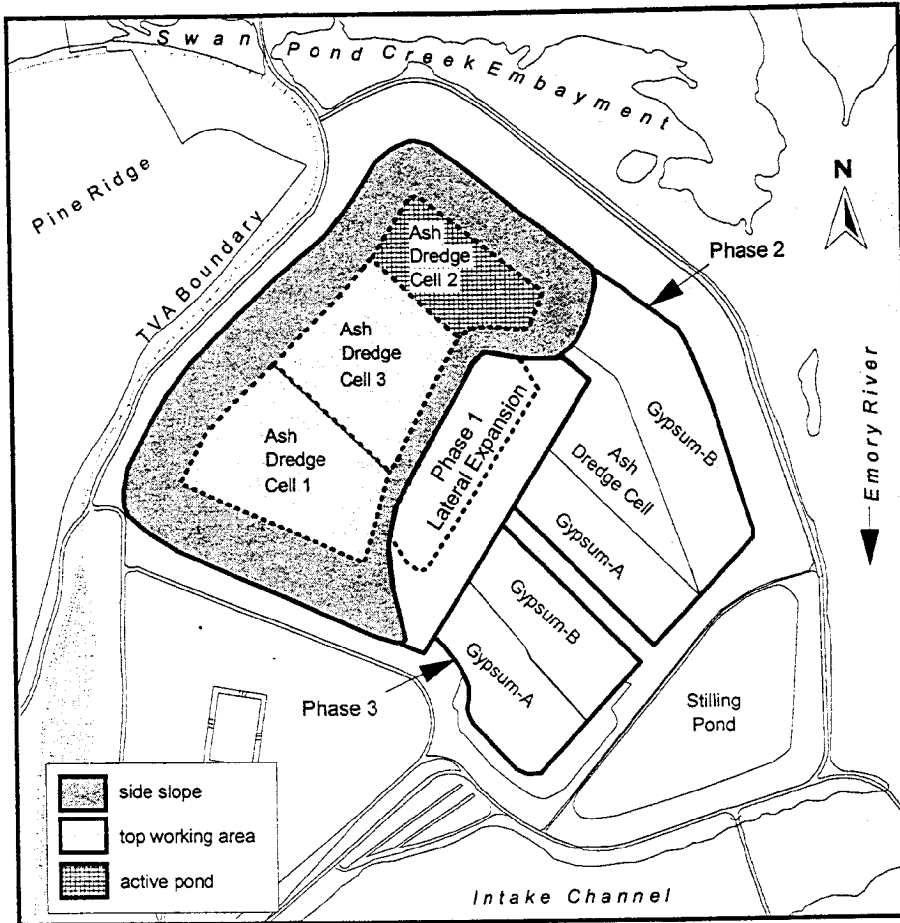 Swan Pond Creek Embayment
Pine Ridge
TVA Boundary
N
Phase 2
Ash
Dredge
Cell 2
Ash
Dredge
Cell 3
Ash
Dredge
Cell 1
Phase 1
Lateral Expansion
Gypsum-B
Ash
Dredge Cell
Gypsum-A
Emory River
Gypsum-B
Gypsum-A
Phase 3
Stilling
Pond
side slope
top working area
active pond
Intake Channel